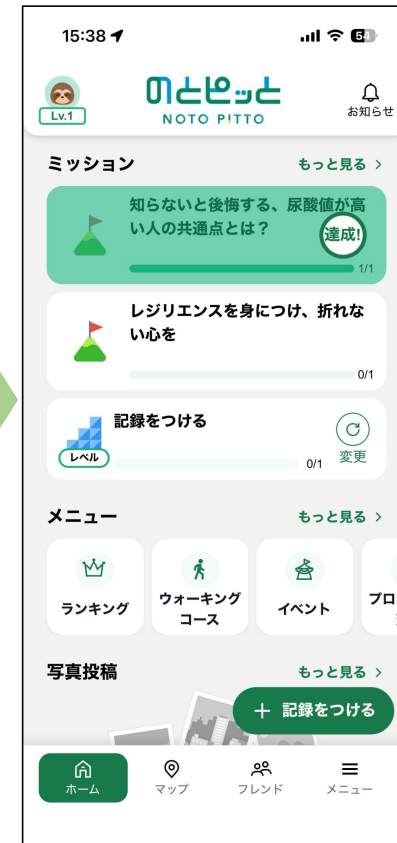 15:38
54
のとピッと
NOTO P!TTO
Lv.1
お知らせ
ミッション
もっと見る >
知らないと後悔する、尿酸値が高
い人の共通点とは？
達成!
1/1
レジリエンスを身につけ、折れな
い心を
0/1
記録をつける
レベル
0/1
変更
メニュー
もっと見る >
ランキング
ウォーキング
コース
イベント
プロ
写真投稿
もっと見る >
+ 記録をつける
ホーム
マップ
フレンド
メニュー